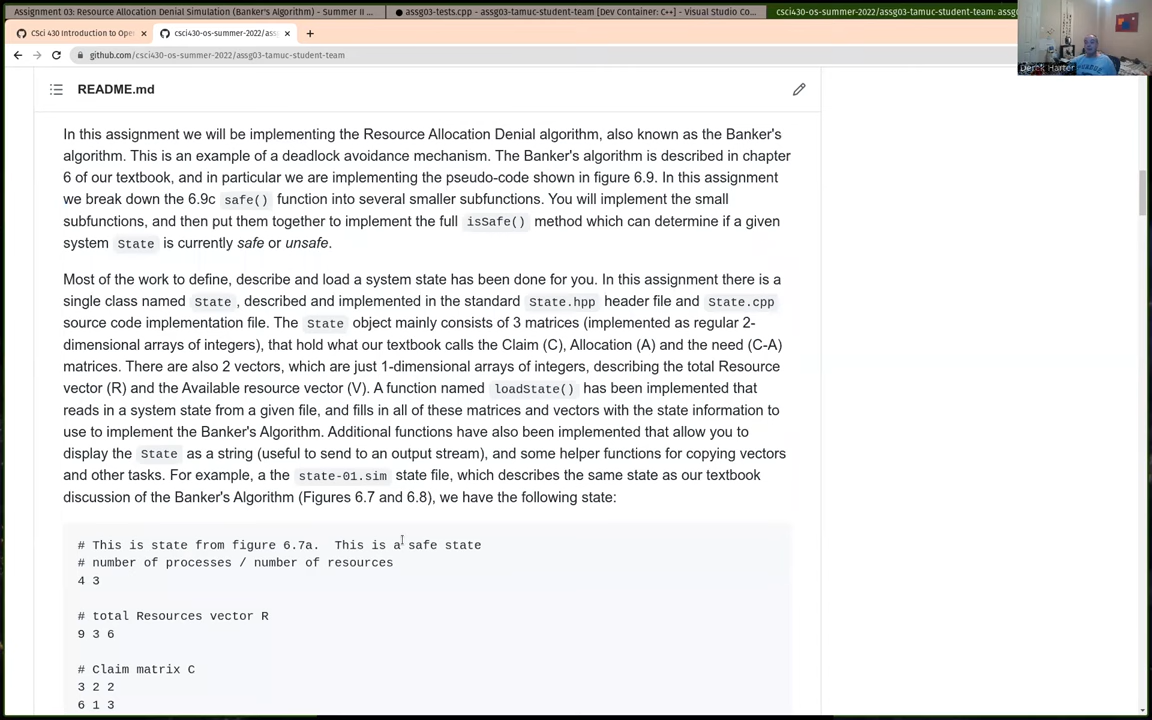 Assignment 03: Resource Allocation Denial Simulation (Banker's Algorithm) - Summer II ...
assg03-tests.cpp - assg03-tamuc-student-team [Dev Container: C++] - Visual Studio Co...
csci430-os-summer-2022/assg03-tamuc-student-team: assg
CSci 430 Introduction to Ope
csci430-os-summer-2022/ass
github.com/csci430-os-summer-2022/assg03-tamuc-student-team
Derek Harter
README.md
In this assignment we will be implementing the Resource Allocation Denial algorithm, also known as the Banker's
algorithm. This is an example of a deadlock avoidance mechanism. The Banker's algorithm is described in chapter
6 of our textbook, and in particular we are implementing the pseudo-code shown in figure 6.9. In this assignment
we break down the 6.9c safe() function into several smaller subfunctions. You will implement the small
subfunctions, and then put them together to implement the full isSafe() method which can determine if a given
system State is currently safe or unsafe.
Most of the work to define, describe and load a system state has been done for you. In this assignment there is a
single class named State, described and implemented in the standard State.hpp header file and State.cpp
source code implementation file. The State object mainly consists of 3 matrices (implemented as regular 2-
dimensional arrays of integers), that hold what our textbook calls the Claim (C), Allocation (A) and the need (C-A)
matrices. There are also 2 vectors, which are just 1-dimensional arrays of integers, describing the total Resource
vector (R) and the Available resource vector (V). A function named loadState() has been implemented that
reads in a system state from a given file, and fills in all of these matrices and vectors with the state information to
use to implement the Banker's Algorithm. Additional functions have also been implemented that allow you to
display the State as a string (useful to send to an output stream), and some helper functions for copying vectors
and other tasks. For example, a the state-01.sim state file, which describes the same state as our textbook
discussion of the Banker's Algorithm (Figures 6.7 and 6.8), we have the following state:
# This is state from figure 6.7a.  This is a safe state
# number of processes / number of resources
4 3
# total Resources vector R
9 3 6
# Claim matrix C
3 2 2
6 1 3